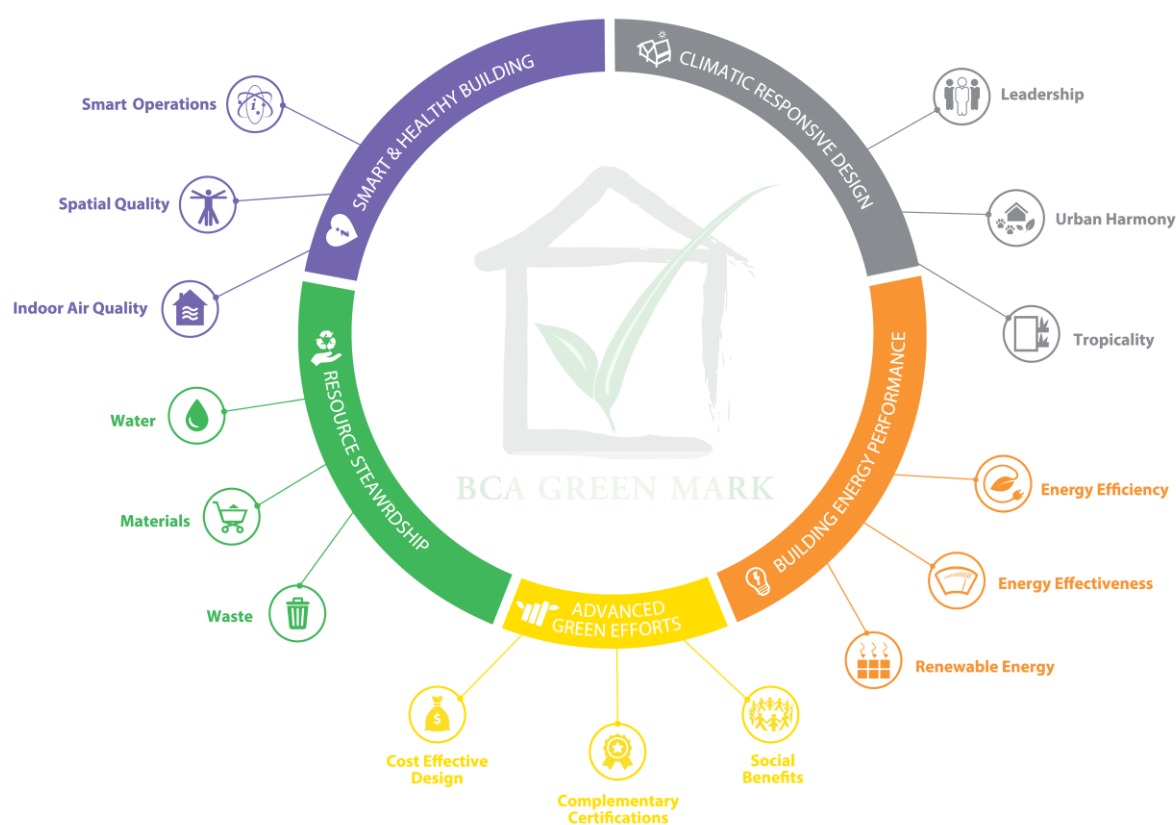 SMART & HEALTHY BUILDING
Smart Operations
Spatial Quality
Indoor Air Quality
CLIMATIC RESPONSIVE DESIGN
Leadership
Urban Harmony
Tropicality
BUILDING ENERGY PERFORMANCE
Energy Efficiency
Energy Effectiveness
Renewable Energy
ADVANCED
GREEN EFFORTS
Cost Effective
Design
$
Complementary
Certifications
Social
Benefits
RESOURCE STEAWRDSHIP
Water
Materials
Waste
BCA GREEN MARK